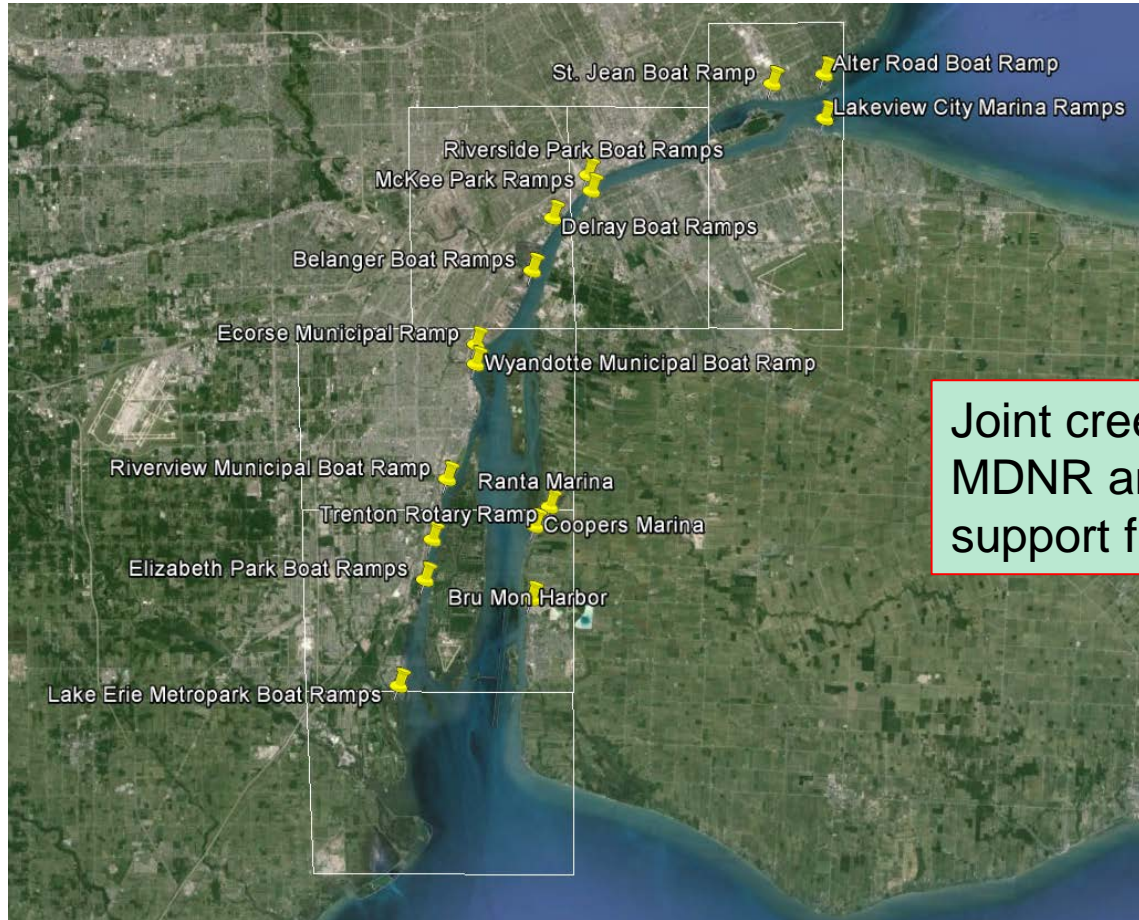 St. Jean Boat Ramp
Alter Road Boat Ramp
Lakeview City Marina Ramps
Riverside Park Boat Ramps
McKee Park Ramps
Delray Boat Ramps
Belanger Boat Ramps
Ecorse Municipal Ramp
Wyandotte Municipal Boat Ramp
Riverview Municipal Boat Ramp
Ranta Marina
Trenton Rotary Ramp
Coopers Marina
Elizabeth Park Boat Ramps
Bru Mon Harbor
Lake Erie Metropark Boat Ramps
Joint
MDNR
support